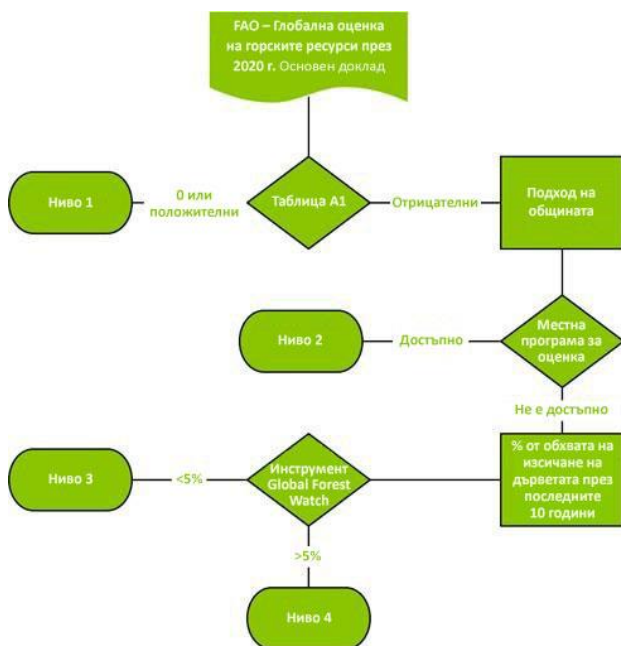 FAO – Глобална оценка
на горските ресурси през
2020 г. Основен доклад
Ниво 1
0 или
положителни
Таблица А1
Отрицателни
Подход на
общината
Ниво 2
Достъпно
Местна
програма за
оценка
Не е достъпно
Ниво 3
<5%
Инструмент
Global Forest
Watch
% от обхвата на
изсичане на
дърветата през
последните
10 години
>5%
Ниво 4